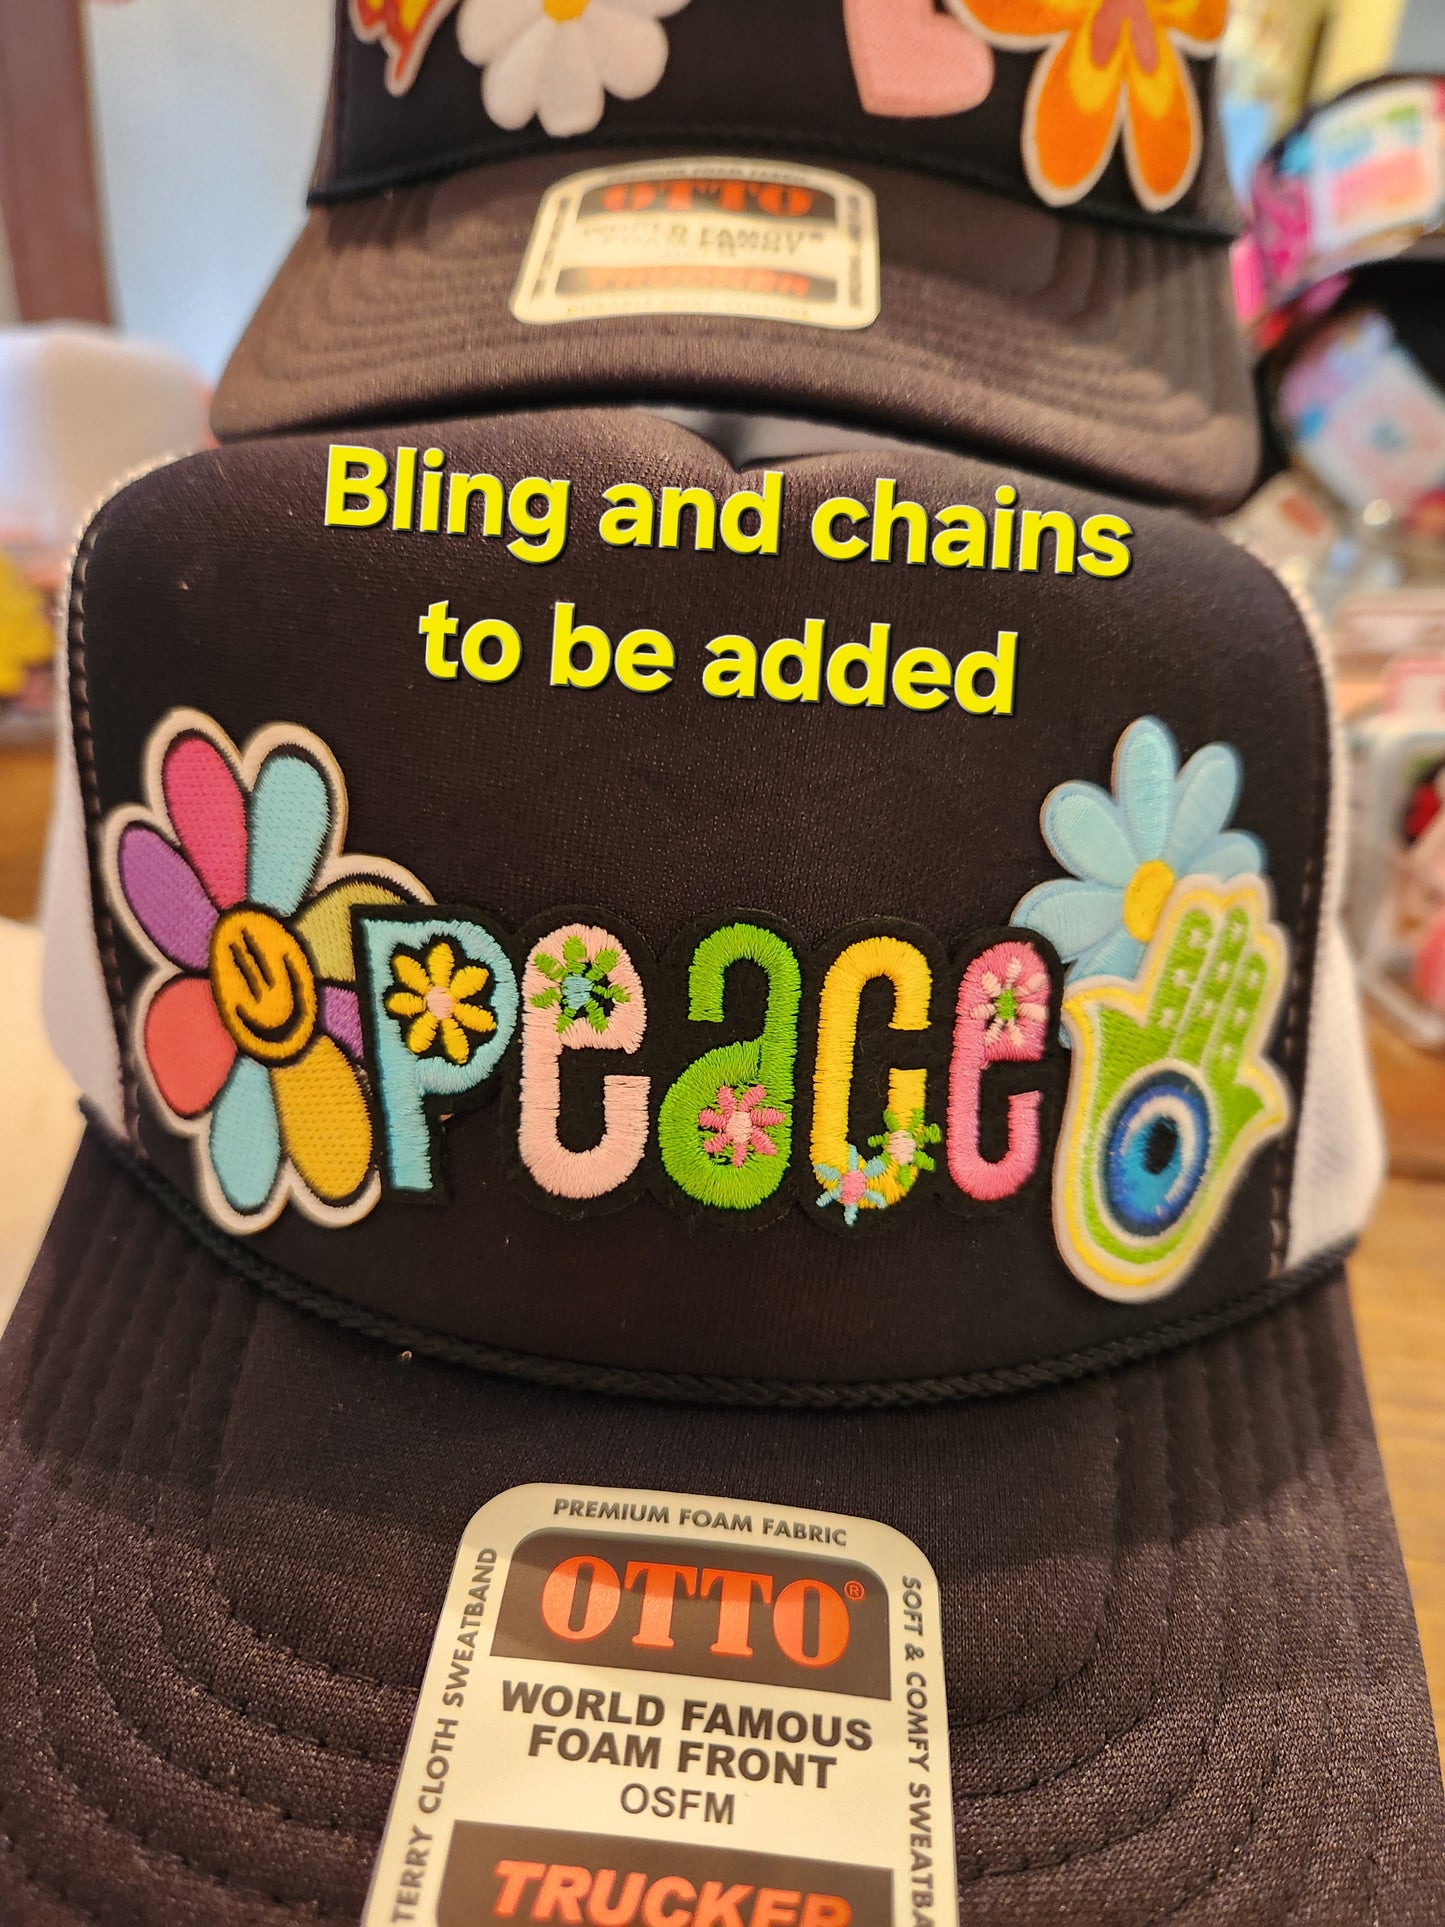 OTTO
Bling and chains
to be added
peace
PREMIUM FOAM FABRIC
OTTO®
WORLD FAMOUS
FOAM FRONT
OSFM
TRUCKER
TERRY CLOTH SWEATBAND
SOFT & COMFY SWEATBA